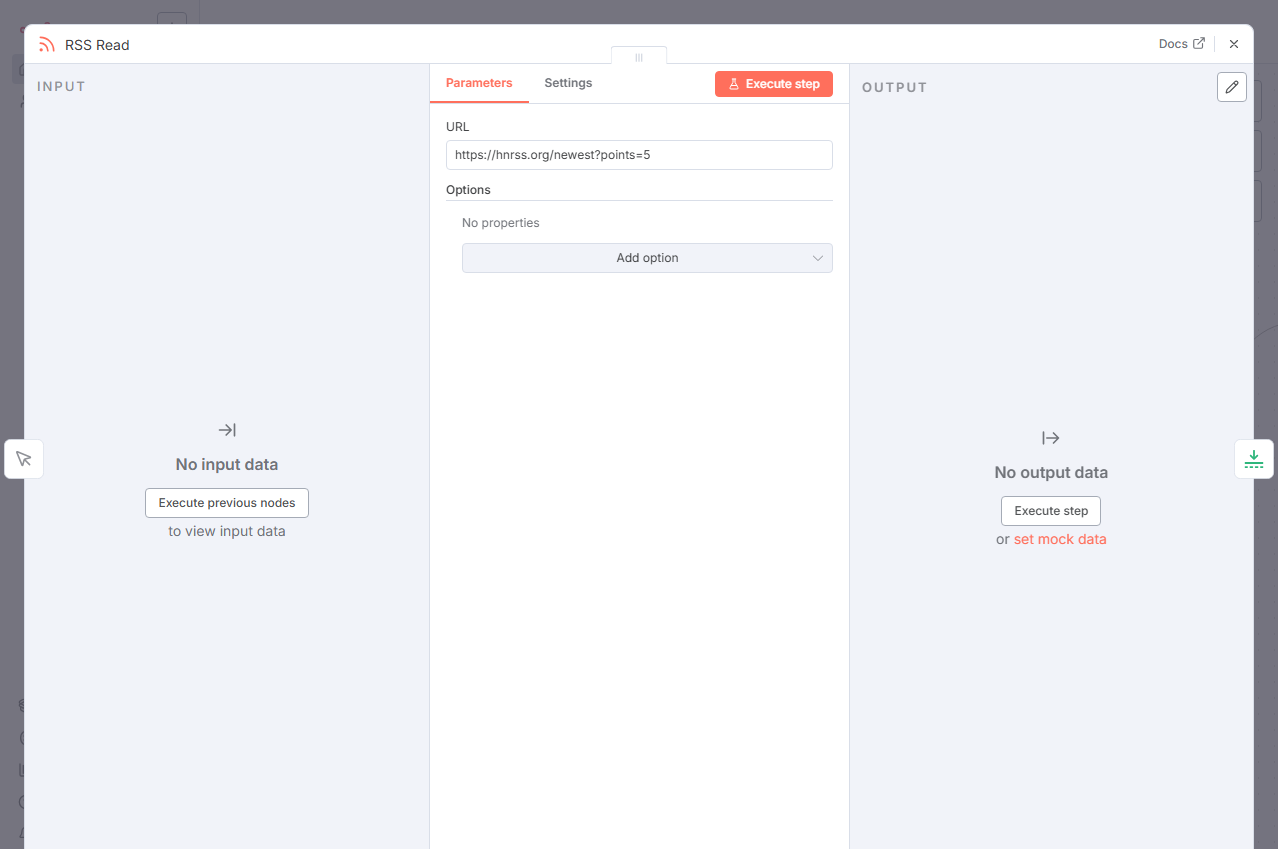 RSS Read
Docs
INPUT
Parameters
Settings
Execute step
OUTPUT
URL
https://hnrss.org/newest?points=5
Options
No properties
Add option
No input data
Execute previous nodes
to view input data
No output data
Execute step
or set mock data